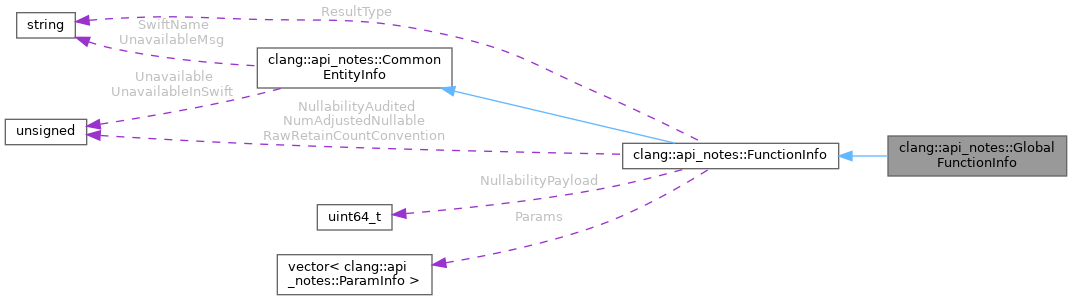 string
ResultType
SwiftName
UnavailableMsg
clang::api_notes::Common
EntityInfo
Unavailable
UnavailableInSwift
unsigned
NullabilityAudited
NumAdjustedNullable
RawRetainCountConvention
clang::api_notes::FunctionInfo
clang::api_notes::Global
FunctionInfo
NullabilityPayload
uint64_t
Params
vector< clang::api
_notes::ParamInfo >